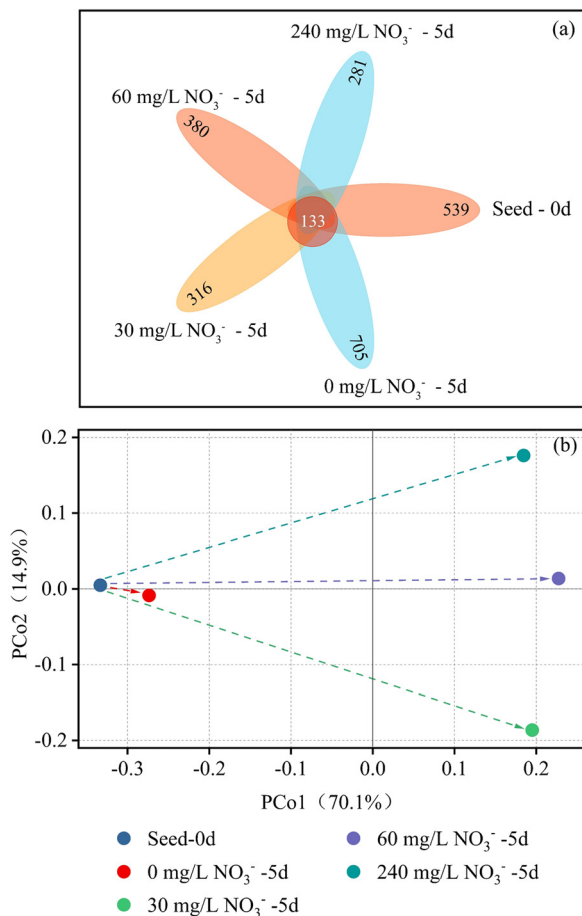 (a)
240 mg/L NO₃⁻ - 5d
281
60 mg/L NO₃⁻ - 5d
380
539
Seed - 0d
133
316
30 mg/L NO₃⁻ - 5d
705
0 mg/L NO₃⁻ - 5d
(b)
0.2
0.1
0.0
-0.1
-0.2
PCo2（14.9%）
-0.3
-0.2
-0.1
0.0
0.1
0.2
PCo1（70.1%）
Seed-0d
60 mg/L NO₃⁻ -5d
0 mg/L NO₃⁻ -5d
240 mg/L NO₃⁻ -5d
30 mg/L NO₃⁻ -5d